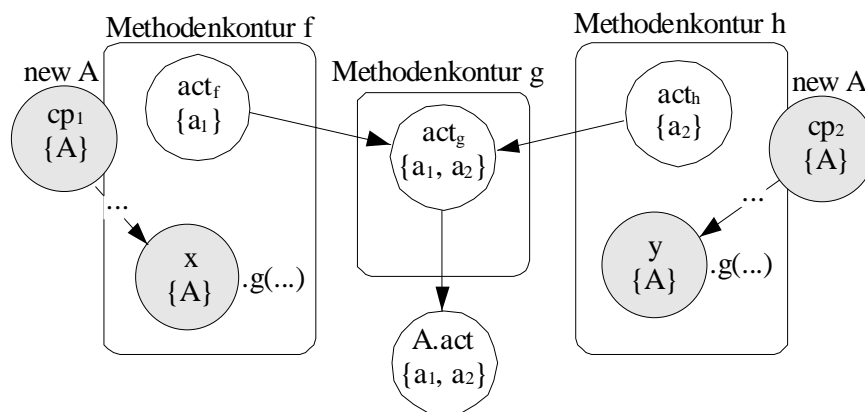 Methodenkontur f
new A
cp1
{A}
actf
{a1}
...
x
{A}
.g(...)
Methodenkontur g
actg
{a1, a2}
A.act
{a1, a2}
Methodenkontur h
new A
acth
{a2}
cp2
{A}
...
y
{A}
.g(...)